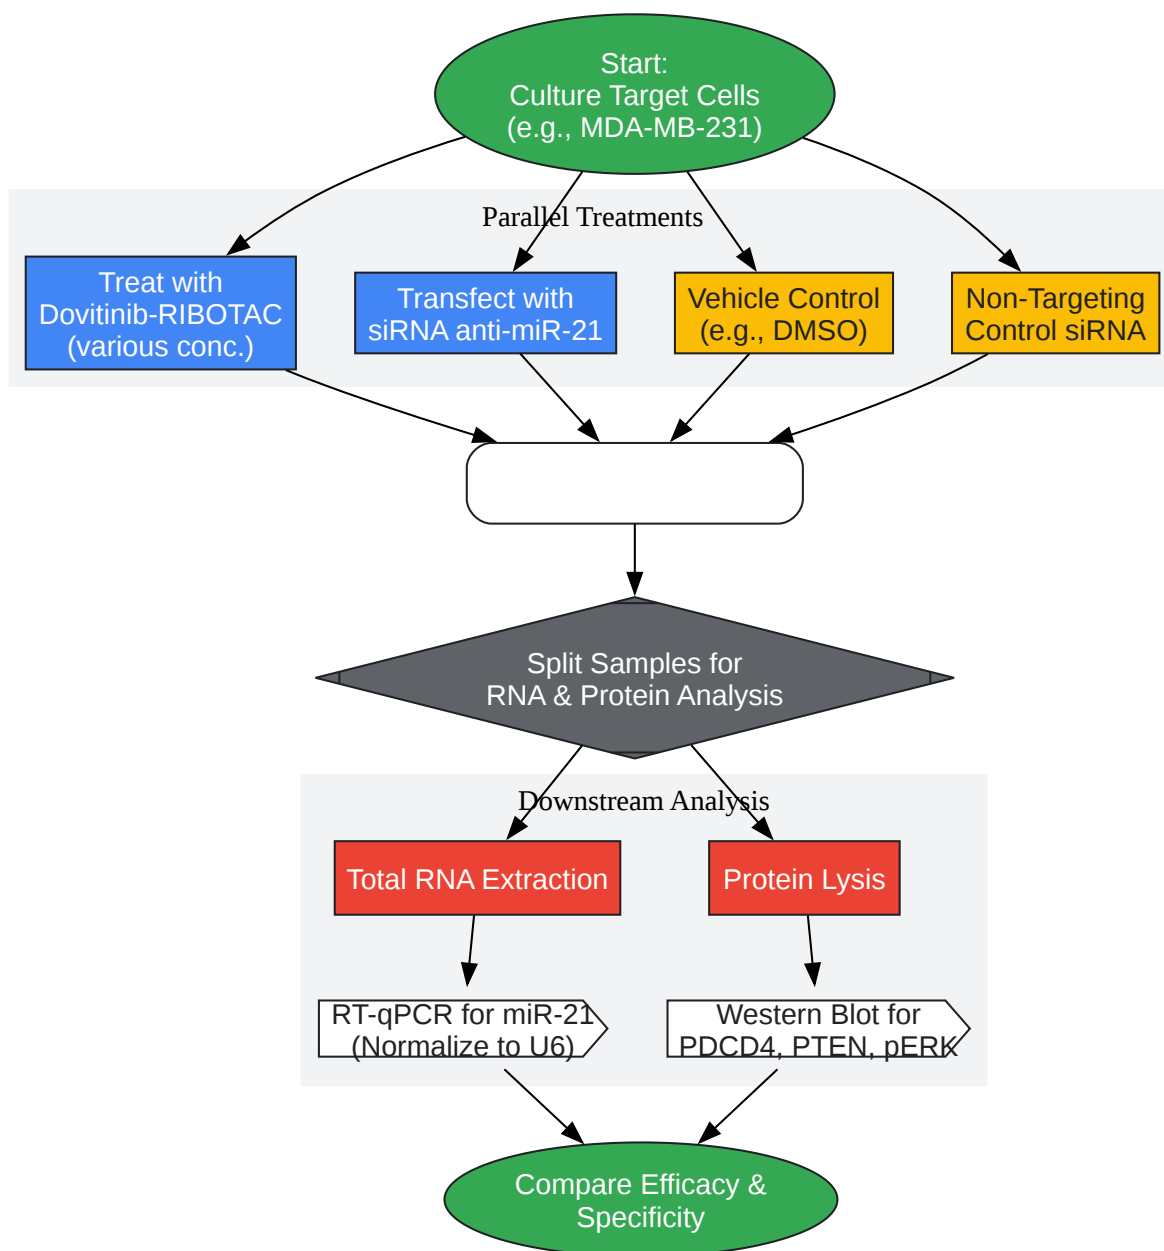 Start:
Culture Target Cells
(e.g., MDA-MB-231)
Parallel Treatments
Treat with
Dovitinib-RIBOTAC
(various conc.)
Transfect with
siRNA anti-miR-21
Vehicle Control
(e.g., DMSO)
Non-Targeting
Control siRNA
Split Samples for
RNA & Protein Analysis
Downstream Analysis
Total RNA Extraction
Protein Lysis
RT-qPCR for miR-21
(Normalize to U6)
Western Blot for
PDCD4, PTEN, pERK
Compare Efficacy &
Specificity